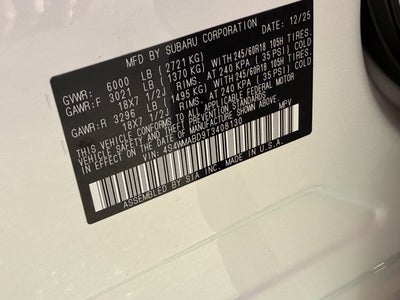 MFD BY SUBARU CORPORATION 12/25
GVWR: 6000 LB (2721 KG)
GAWR:F 3021 LB (1370 KG) W/245/60R18 105H TIRES.
18X7 1/2J RIMS, AT 240 KPA ( 35 PSI) COLD
GAWR:R 3296 LB (1495 KG) W/245/60R18 105H TIRES.
18X7 1/2J RIMS, AT 240 KPA ( 35 PSI) COLD
THIS VEHICLE CONFORMS TO ALL APPLICABLE FEDERAL MOTOR
VEHICLE SAFETY AND THEFT PREVENTION STANDARDS
IN EFFECT ON THE DATE OF MANUFACTURE SHOWN ABOVE.
VIN: 4S4WMABD9T3408130 MPV
ASSEMBLED BY SIA INC. MADE IN U.S.A.